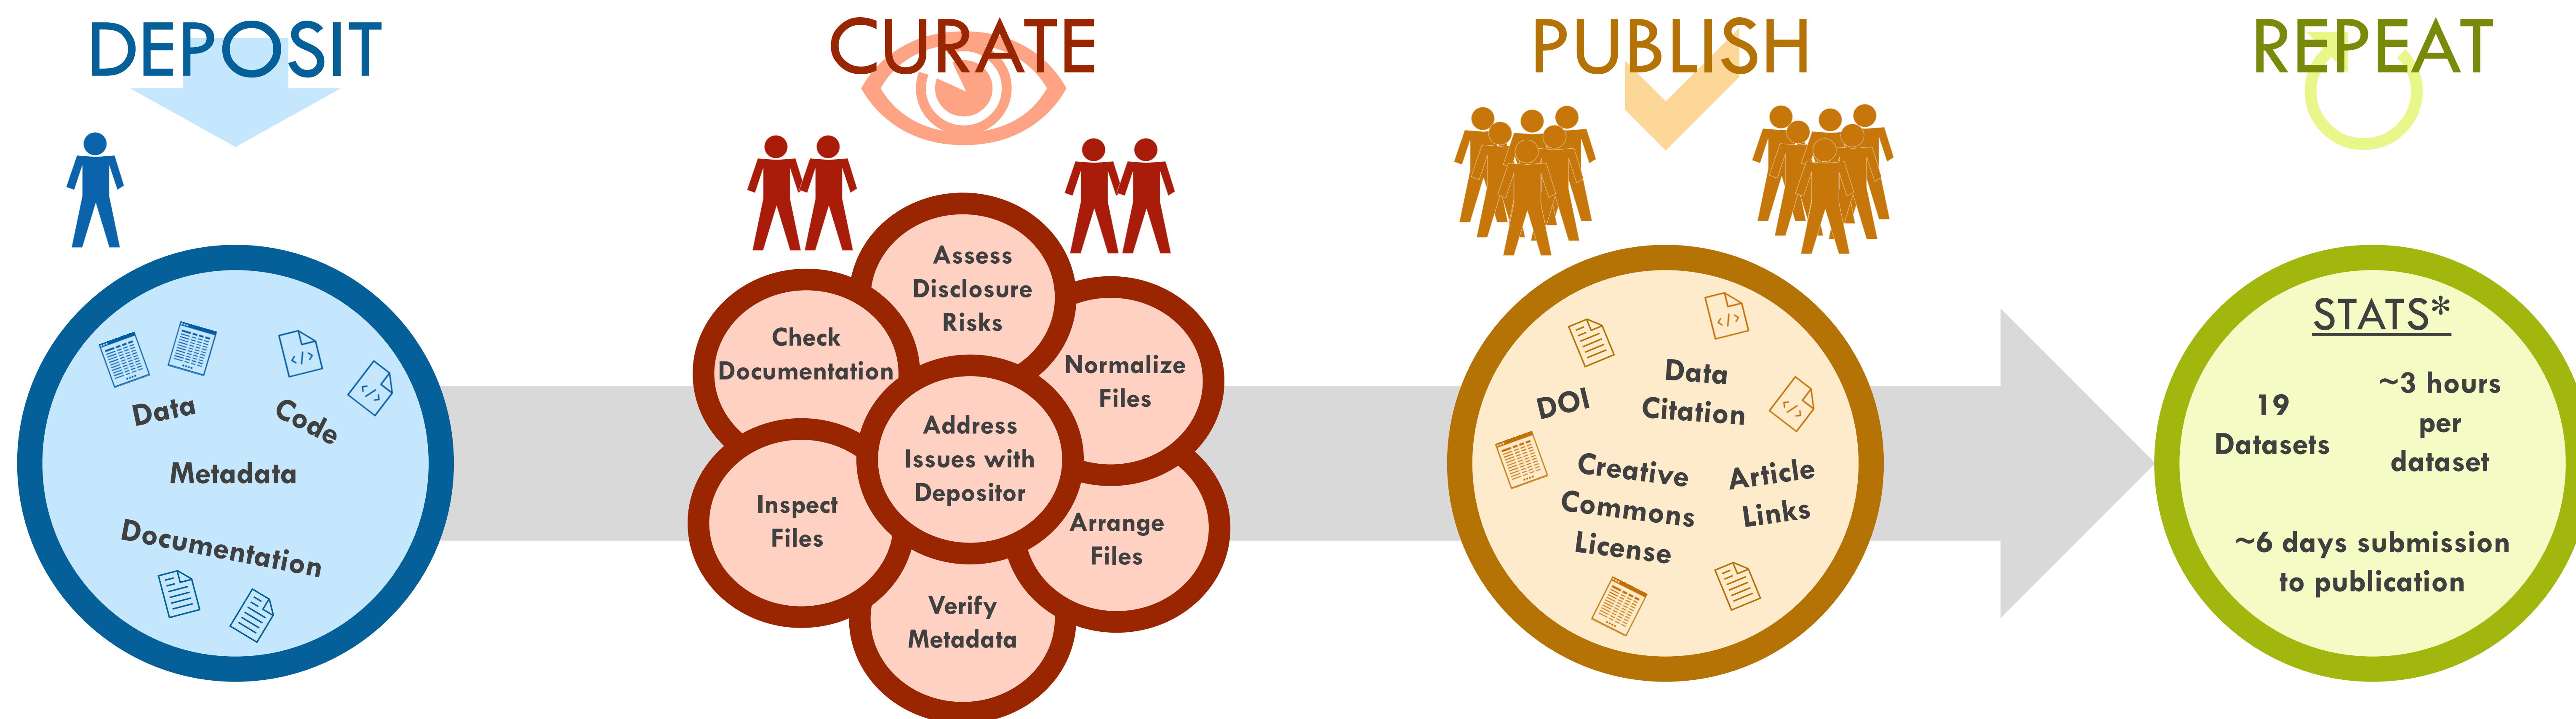 DEPOSIT
Data
Code
Metadata
Documentation
CURATE
Assess
Disclosure
Risks
Check
Documentation
Normalize
Files
Address
Issues with
Depositor
Inspect
Files
Arrange
Files
Verify
Metadata
PUBLISH
DOI
Data
Citation
Creative
Commons
License
Article
Links
REPEAT
STATS*
19
Datasets
~3 hours
per
dataset
~6 days submission
to publication